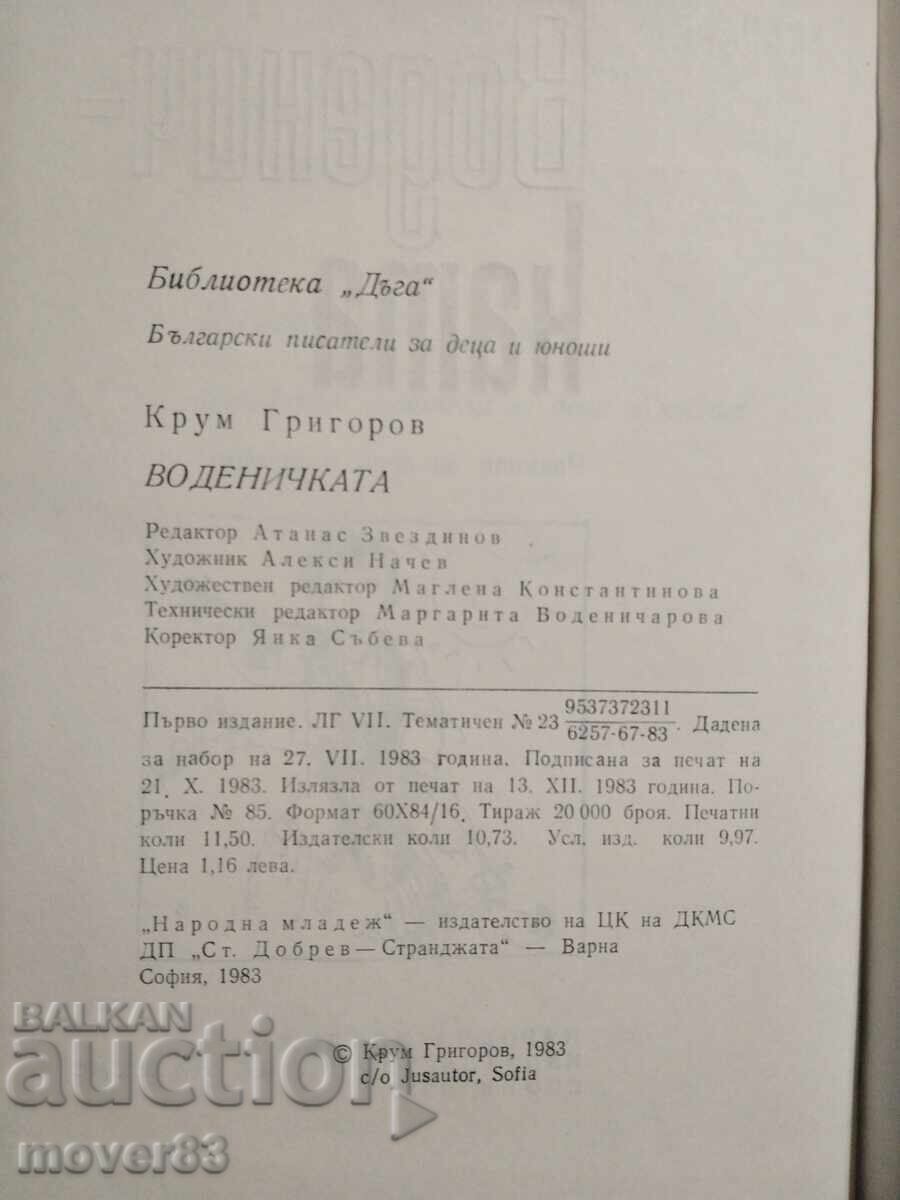 Библиотека „Дъга“
Български писатели за деца и юноши
Крум Григоров
ВОДЕНИЧКАТА
Редактор Атанас Звездинов
Художник Алекси Начев
Художествен редактор Маглена Константинова
Технически редактор Маргарита Воденичарова
Коректор Янка Събева
Първо издание. ЛГ VII. Тематичен № 23 9537372311/6257-67-83. Дадена
за набор на 27. VII. 1983 година. Подписана за печат на
21. X. 1983. Излязла от печат на 13. XII. 1983 година. По-
ръчка № 85. Формат 60X84/16. Тираж 20 000 броя. Печатни
коли 11,50. Издателски коли 10,73. Усл. изд. коли 9,97.
Цена 1,16 лева.
„Народна младеж“ — издателство на ЦК на ДКМС
ДП „Ст. Добрев — Странджата“ — Варна
София, 1983
© Крум Григоров, 1983
c/o Jusautor, Sofia
BALKAN
auction
mover83